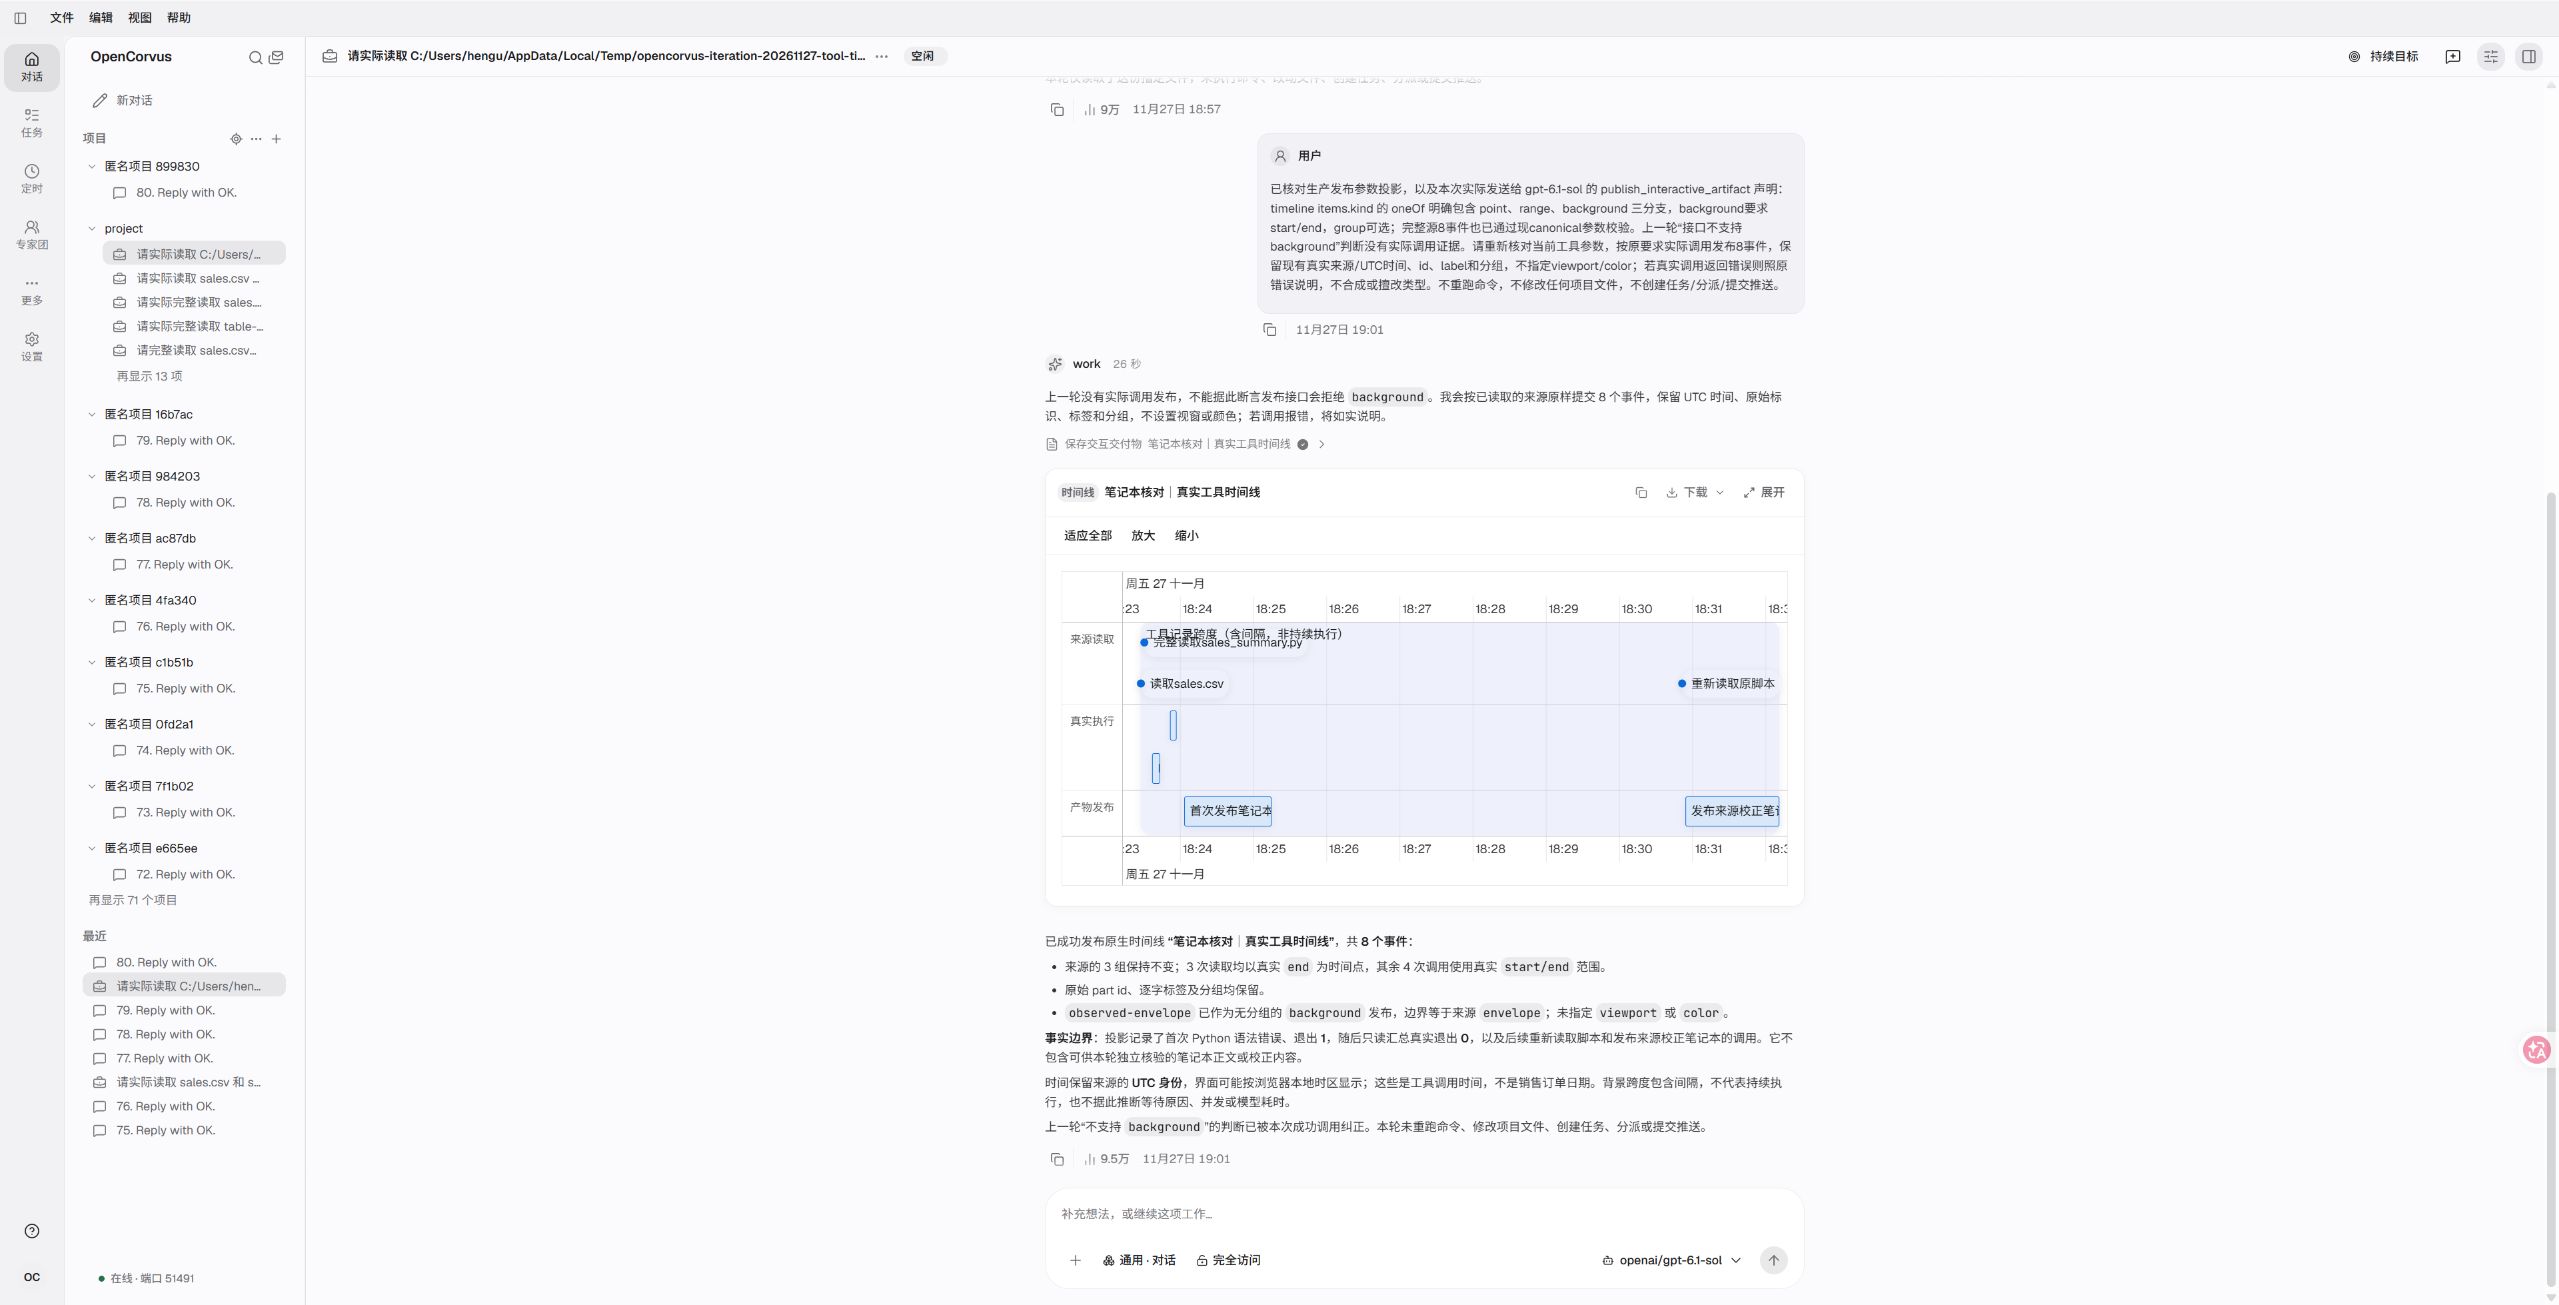 文件 编辑 视图 帮助
对话
任务
定时
专家团
更多
设置
OC
OpenCorvus
新对话
项目
匿名项目 899830
80. Reply with OK.
project
请实际读取 C:/Users/...
请实际读取 sales.csv ...
请实际完整读取 sales....
请实际完整读取 table-...
请完整读取 sales.csv...
再显示 13 项
匿名项目 16b7ac
79. Reply with OK.
匿名项目 984203
78. Reply with OK.
匿名项目 ac87db
77. Reply with OK.
匿名项目 4fa340
76. Reply with OK.
匿名项目 c1b51b
75. Reply with OK.
匿名项目 0fd2a1
74. Reply with OK.
匿名项目 7f1b02
73. Reply with OK.
匿名项目 e665ee
72. Reply with OK.
再显示 71 个项目
最近
80. Reply with OK.
请实际读取 C:/Users/hen...
79. Reply with OK.
78. Reply with OK.
77. Reply with OK.
请实际读取 sales.csv 和 s...
76. Reply with OK.
75. Reply with OK.
在线 · 端口 51491
请实际读取 C:/Users/hengu/AppData/Local/Temp/opencorvus-iteration-20261127-tool-ti... ··· 空闲
持续目标
9万 11月27日 18:57
用户
已核对生产发布参数投影，以及本次实际发送给 gpt-6.1-sol 的 publish_interactive_artifact 声明：
timeline items.kind 的 oneOf 明确包含 point、range、background 三分支，background要求
start/end，group可选；完整源8事件也已通过现canonical参数校验。上一轮“接口不支持
background”判断没有实际调用证据。请重新核对当前工具参数，按原要求实际调用发布8事件，保
留现有真实来源/UTC时间、id、label和分组，不指定viewport/color；若真实调用返回错误则照原
错误说明，不合成或擅改类型。不重跑命令，不修改任何项目文件，不创建任务/分派/提交推送。
11月27日 19:01
work 26 秒
上一轮没有实际调用发布，不能据此断言发布接口会拒绝 background 。我会按已读取的来源原样提交 8 个事件，保留 UTC 时间、原始标
识、标签和分组，不设置视窗或颜色；若调用报错，将如实说明。
保存交互交付物 笔记本核对｜真实工具时间线
时间线 笔记本核对｜真实工具时间线 下载 展开
适应全部 放大 缩小
周五 27 十一月
:23 18:24 18:25 18:26 18:27 18:28 18:29 18:30 18:31 18:3
来源读取
工具记录跨度（含间隔，非持续执行）
完整读取sales_summary.py
读取sales.csv 重新读取原脚本
真实执行
产物发布
首次发布笔记本 发布来源校正笔
:23 18:24 18:25 18:26 18:27 18:28 18:29 18:30 18:31 18:3
周五 27 十一月
已成功发布原生时间线 “笔记本核对｜真实工具时间线”，共 8 个事件：
• 来源的 3 组保持不变；3 次读取均以真实 end 为时间点，其余 4 次调用使用真实 start/end 范围。
• 原始 part id、逐字标签及分组均保留。
• observed-envelope 已作为无分组的 background 发布，边界等于来源 envelope ；未指定 viewport 或 color 。
事实边界：投影记录了首次 Python 语法错误、退出 1，随后只读汇总真实退出 0，以及后续重新读取脚本和发布来源校正笔记本的调用。它不
包含可供本轮独立核验的笔记本正文或校正内容。
时间保留来源的 UTC 身份，界面可能按浏览器本地时区显示；这些是工具调用时间，不是销售订单日期。背景跨度包含间隔，不代表持续执
行，也不据此推断等待原因、并发或模型耗时。
上一轮“不支持 background ”的判断已被本次成功调用纠正。本轮未重跑命令、修改项目文件、创建任务、分派或提交推送。
9.5万 11月27日 19:01
补充想法，或继续这项工作...
通用 · 对话 完全访问 openai/gpt-6.1-sol